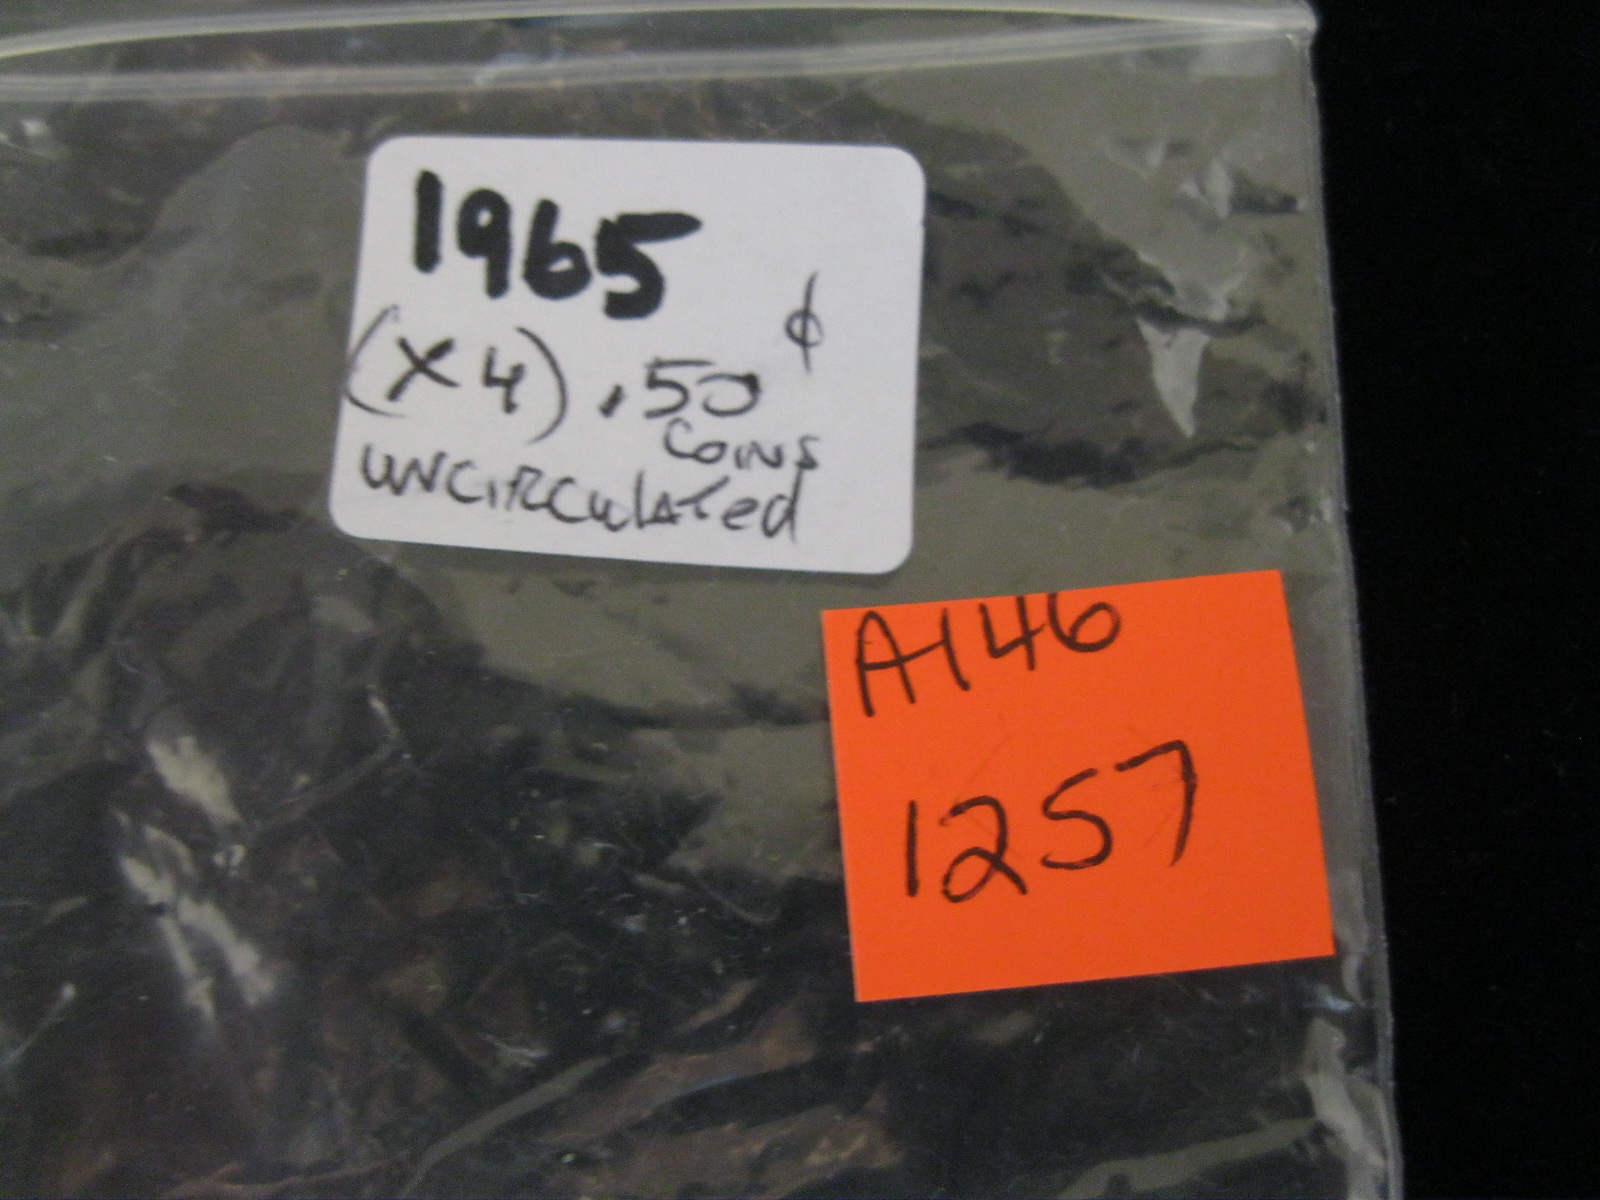 1965
(X4) .50 ¢
COINS
UNCIRCULATED
A146
1257